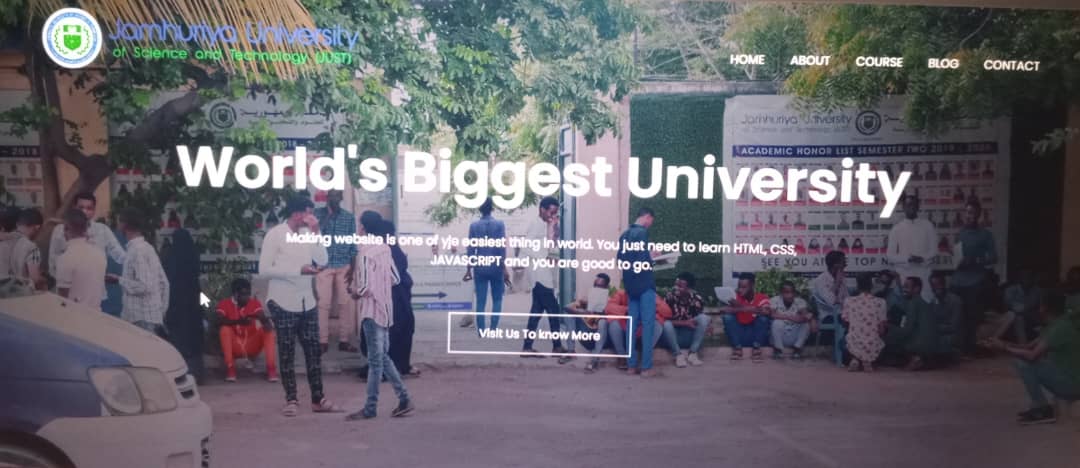 Jamhuriya University
of Science and Technology (JUST)
HOME ABOUT COURSE BLOG CONTACT
Jamhuriya University
of Science and Technology
ACADEMIC HONOR LIST SEMESTER TWO 2019 - 2020
World's Biggest University
Making website is one of yje easiest thing in world. You just need to learn HTML, CSS,
JAVASCRIPT and you are good to go.
SEE YOU AT THE TOP
Visit Us To know More